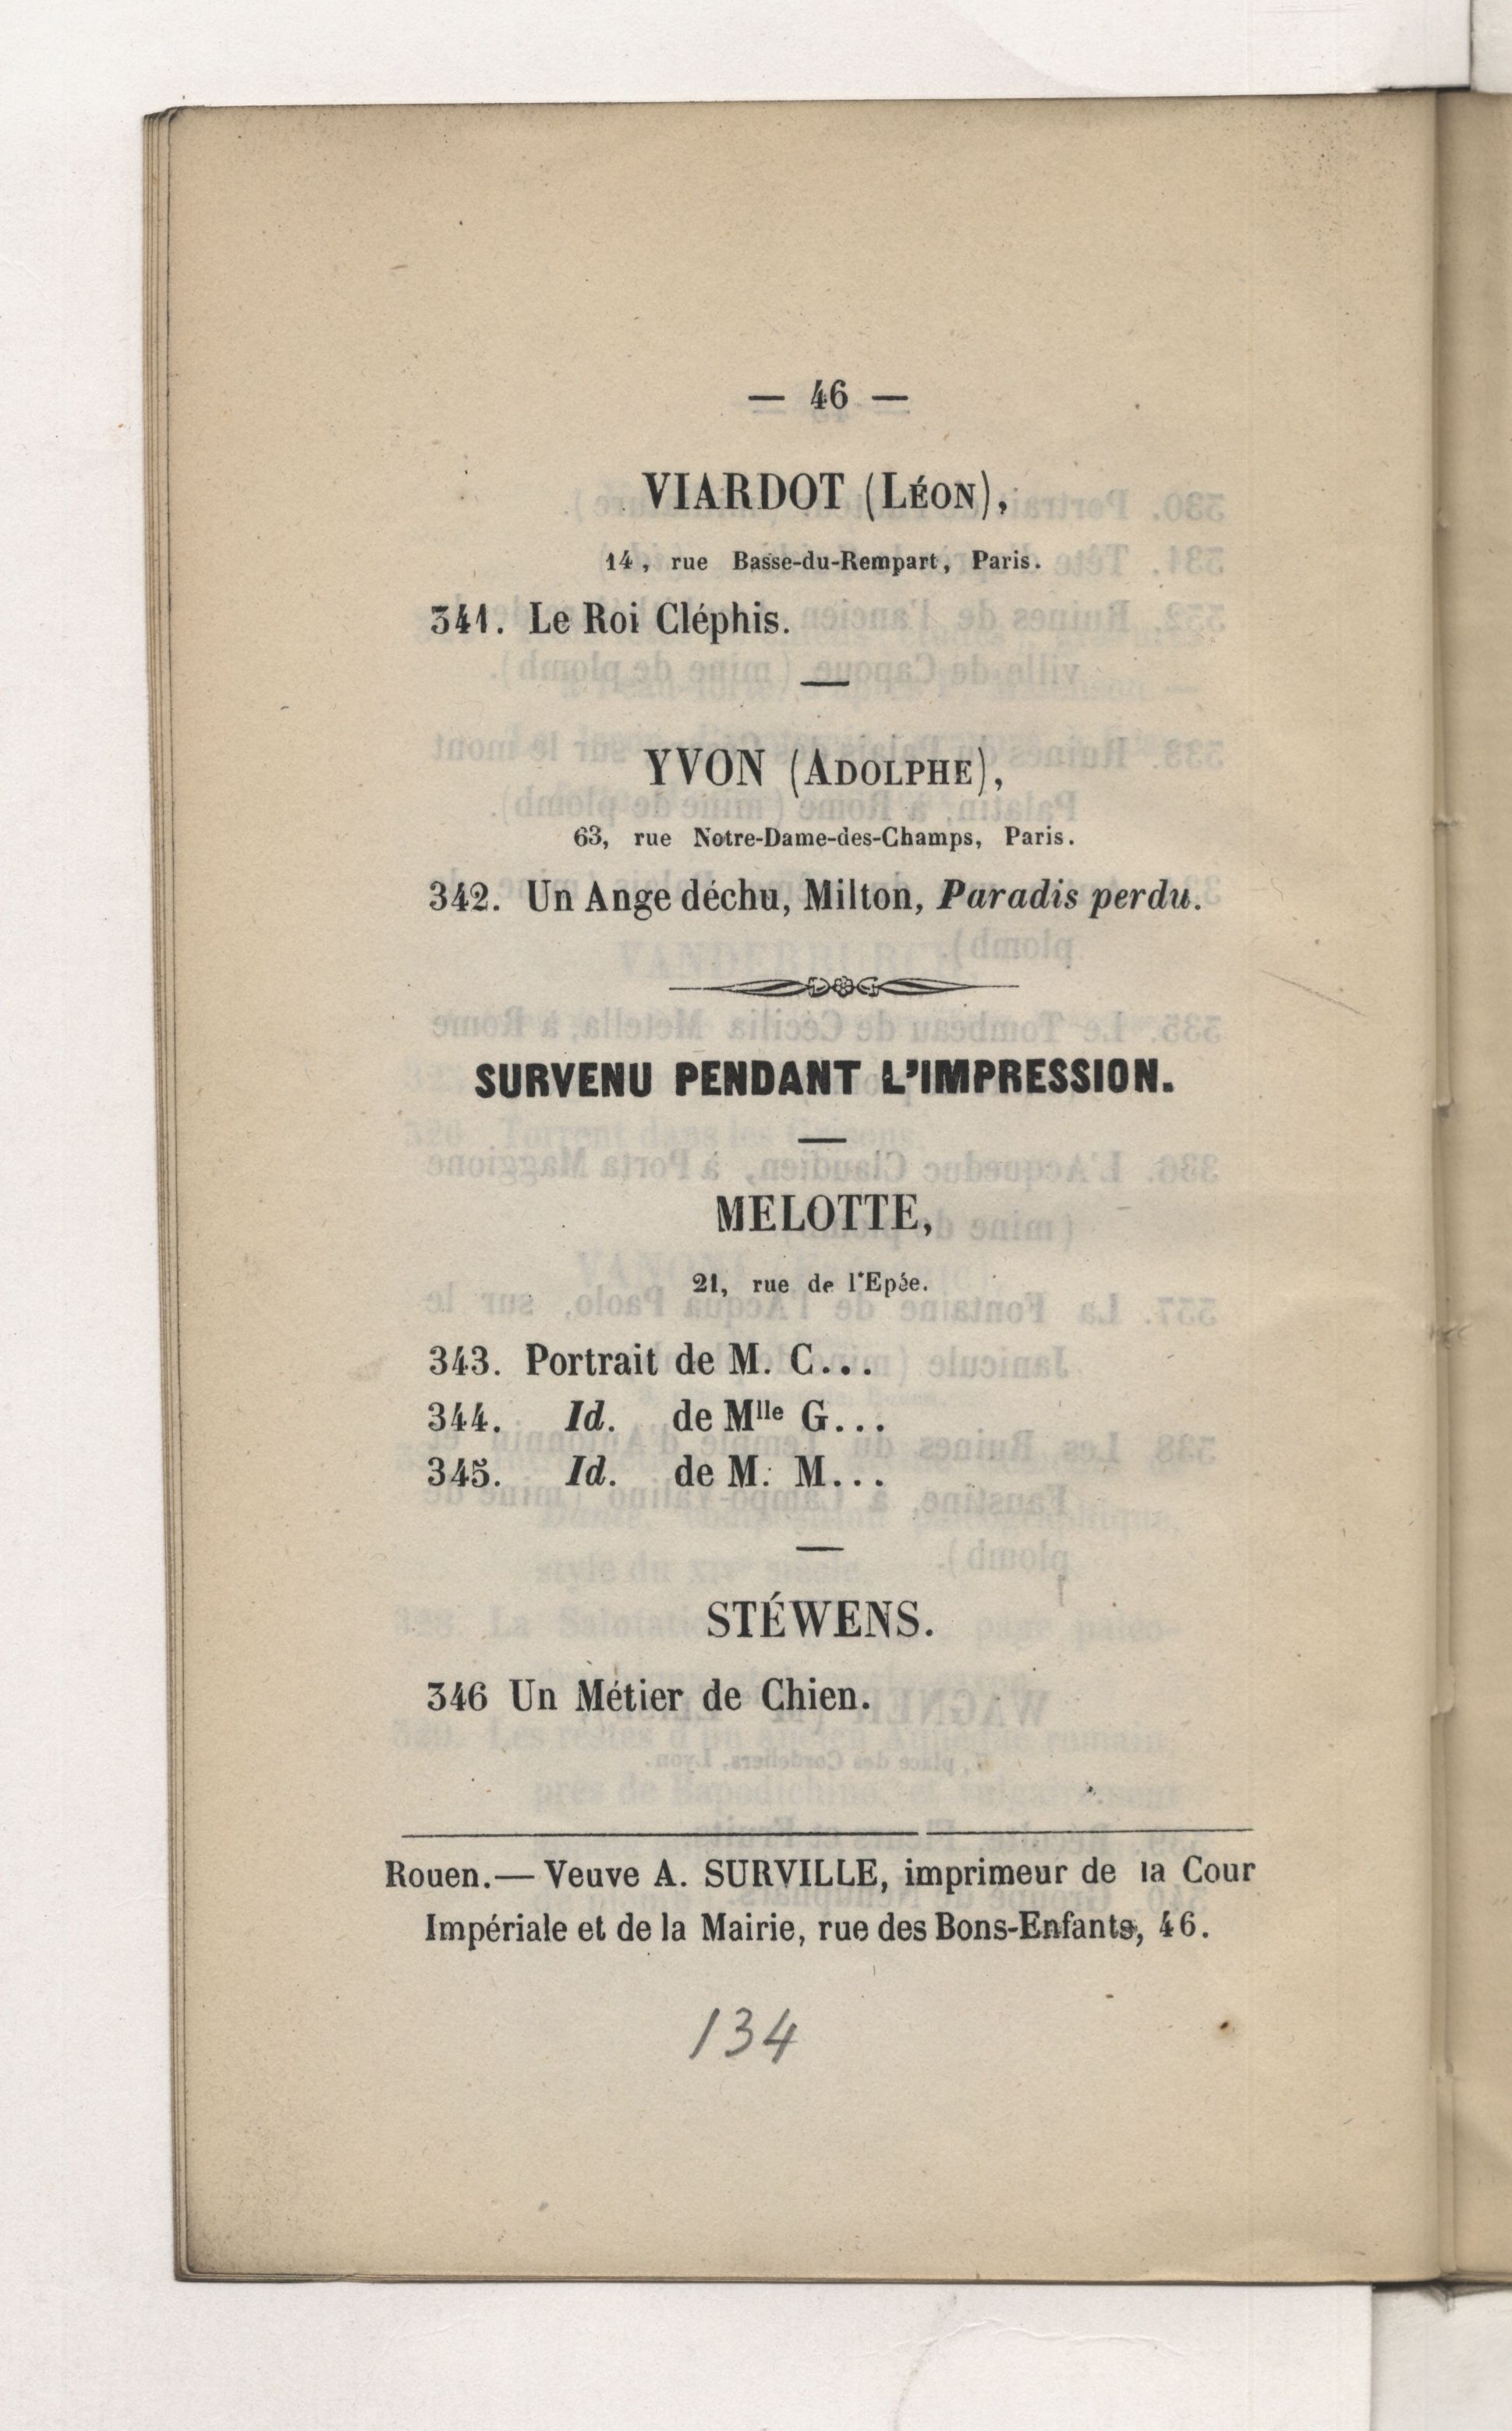 — 46 —
VIARDOT (LÉON),
14, rue Basse-du-Rempart, Paris.
341. Le Roi Cléphis.
YVON (ADOLPHE),
63, rue Notre-Dame-des-Champs, Paris.
342. Un Ange déchu, Milton, Paradis perdu.
SURVENU PENDANT L'IMPRESSION.
MELOTTE,
21, rue de l'Epée.
343. Portrait de M. C...
344. Id. de Mlle G...
345. Id. de M. M...
STÉWENS.
346 Un Métier de Chien.
Rouen.— Veuve A. SURVILLE, imprimeur de la Cour
Impériale et de la Mairie, rue des Bons-Enfants, 46.
134